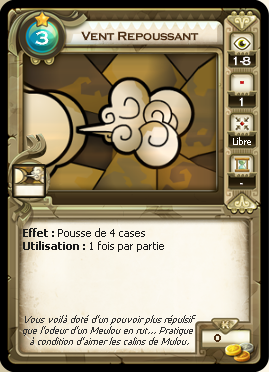 3
Vent Repoussant
1-8
1
Libre
-
Effet : Pousse de 4 cases
Utilisation : 1 fois par partie
Vous voilà doté d'un pouvoir plus répulsif
que l'odeur d'un Meulou en rut... Pratique
à condition d'aimer les calins de Mulou.
K
0